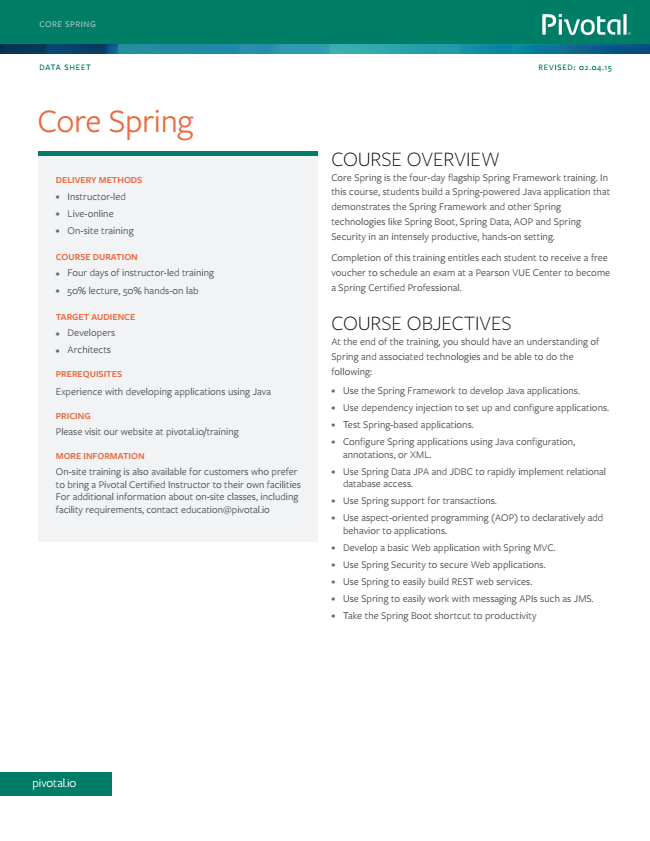 CORE SPRING
Pivotal.
DATA SHEET
REVISED: 02.04.15
Core Spring
DELIVERY METHODS
• Instructor-led
• Live-online
• On-site training
COURSE DURATION
• Four days of instructor-led training
• 50% lecture, 50% hands-on lab
TARGET AUDIENCE
• Developers
• Architects
PREREQUISITES
Experience with developing applications using Java
PRICING
Please visit our website at pivotal.io/training
MORE INFORMATION
On-site training is also available for customers who prefer
to bring a Pivotal Certified Instructor to their own facilities
For additional information about on-site classes, including
facility requirements, contact education@pivotal.io
COURSE OVERVIEW
Core Spring is the four-day flagship Spring Framework training. In
this course, students build a Spring-powered Java application that
demonstrates the Spring Framework and other Spring
technologies like Spring Boot, Spring Data, AOP and Spring
Security in an intensely productive, hands-on setting.
Completion of this training entitles each student to receive a free
voucher to schedule an exam at a Pearson VUE Center to become
a Spring Certified Professional.
COURSE OBJECTIVES
At the end of the training, you should have an understanding of
Spring and associated technologies and be able to do the
following:
• Use the Spring Framework to develop Java applications.
• Use dependency injection to set up and configure applications.
• Test Spring-based applications.
• Configure Spring applications using Java configuration,
annotations, or XML.
• Use Spring Data JPA and JDBC to rapidly implement relational
database access.
• Use Spring support for transactions.
• Use aspect-oriented programming (AOP) to declaratively add
behavior to applications.
• Develop a basic Web application with Spring MVC.
• Use Spring Security to secure Web applications.
• Use Spring to easily build REST web services.
• Use Spring to easily work with messaging APIs such as JMS.
• Take the Spring Boot shortcut to productivity
pivotal.io